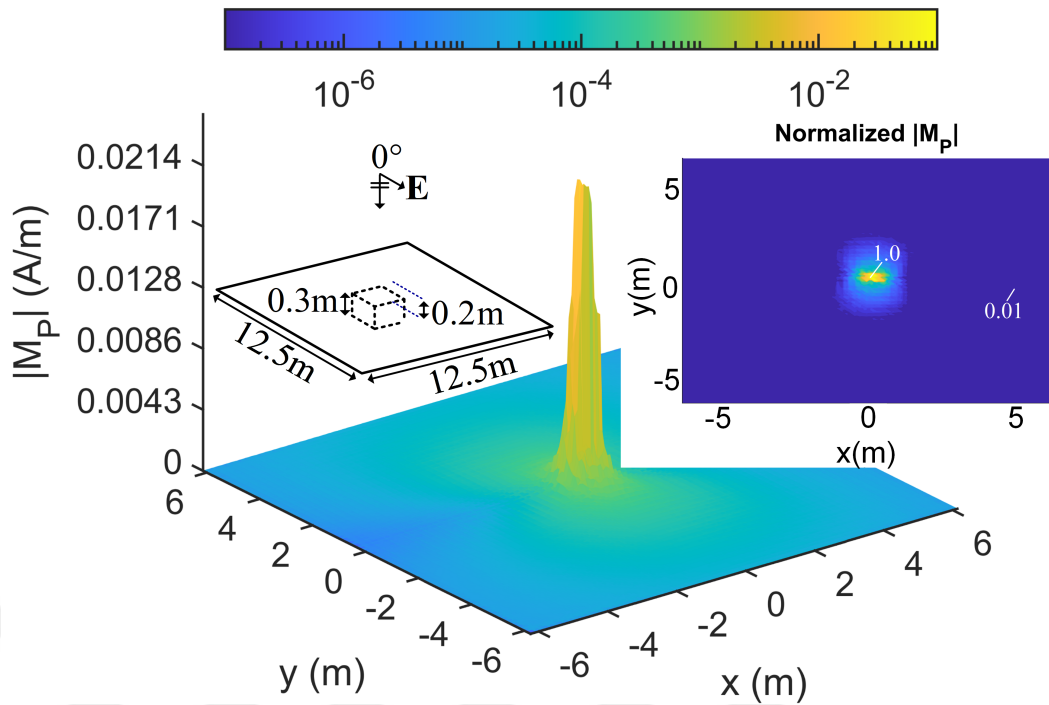 10^-6
10^-4
10^-2
Normalized |M_P|
5
0
-5
y(m)
1.0
0.01
-5
0
5
x(m)
0°
E
0.3m
0.2m
12.5m
12.5m
|M_P| (A/m)
0.0214
0.0171
0.0128
0.0086
0.0043
0
6
4
2
0
-2
-4
-6
y (m)
-6
-4
-2
0
2
4
6
x (m)